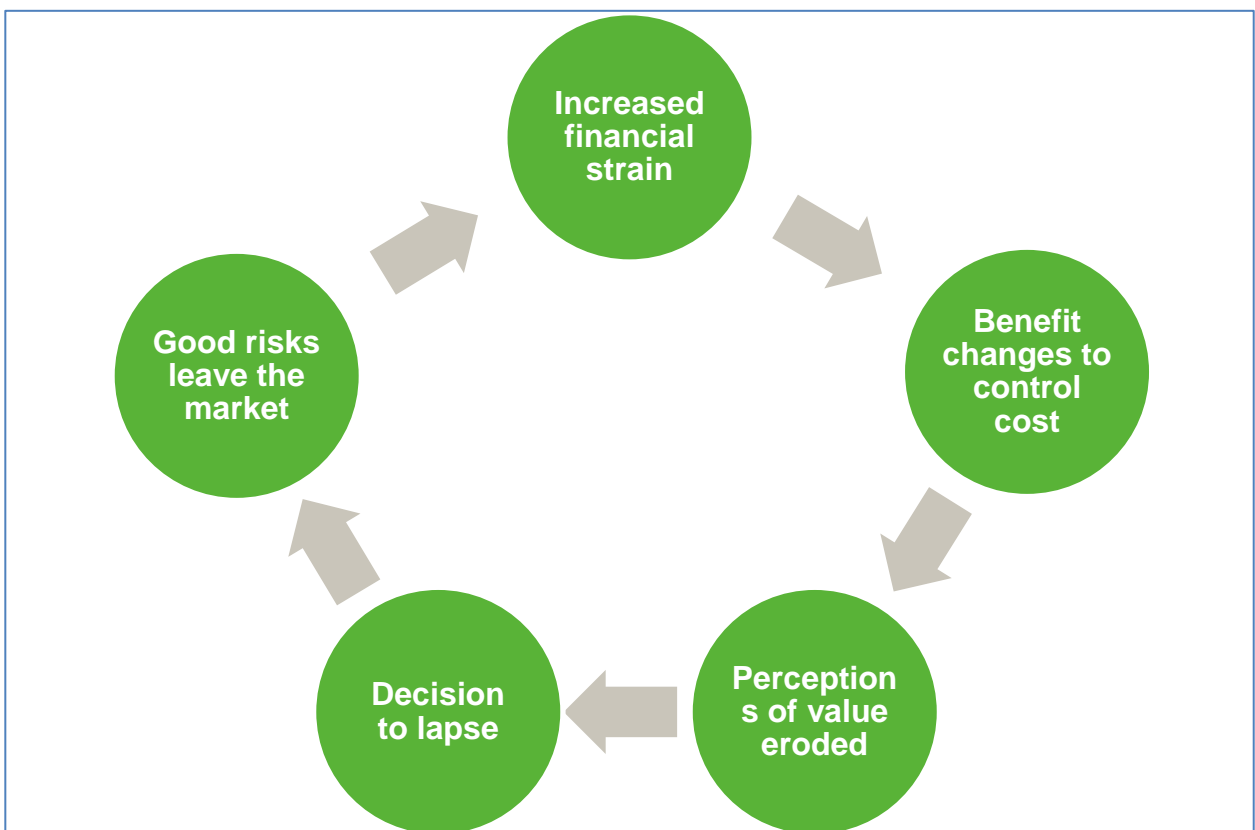 Increased
financial
strain
Benefit
changes to
control
cost
Perception
s of value
eroded
Decision
to lapse
Good risks
leave the
market